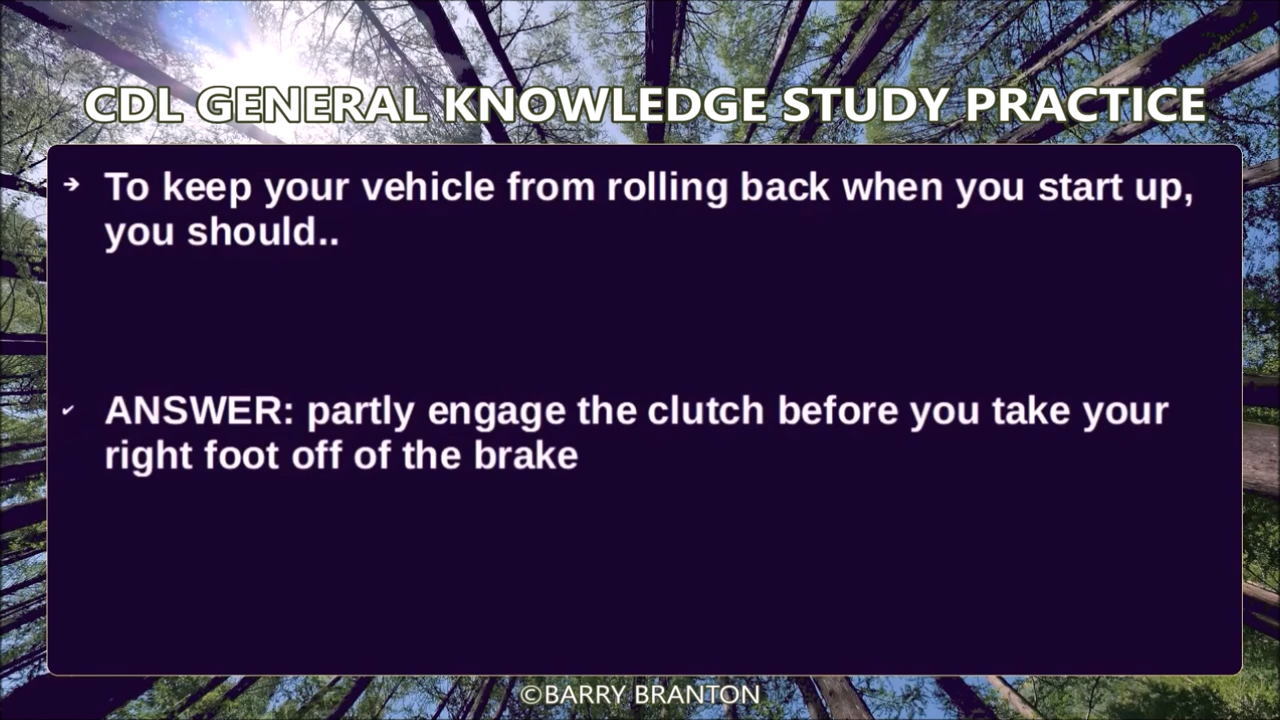 CDL GENERAL KNOWLEDGE STUDY PRACTICE
➔ To keep your vehicle from rolling back when you start up,
you should..
✔ ANSWER: partly engage the clutch before you take your
right foot off of the brake
©BARRY BRANTON